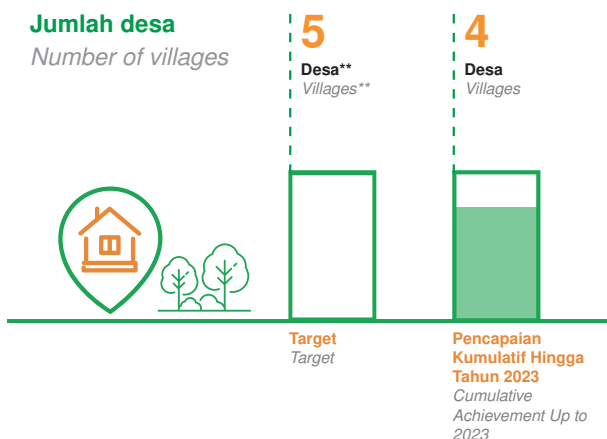 Jumlah desa
Number of villages
5
Desa**
Villages**
4
Desa
Villages
Target
Target
Pencapaian
Kumulatif Hingga
Tahun 2023
Cumulative
Achievement Up to
2023